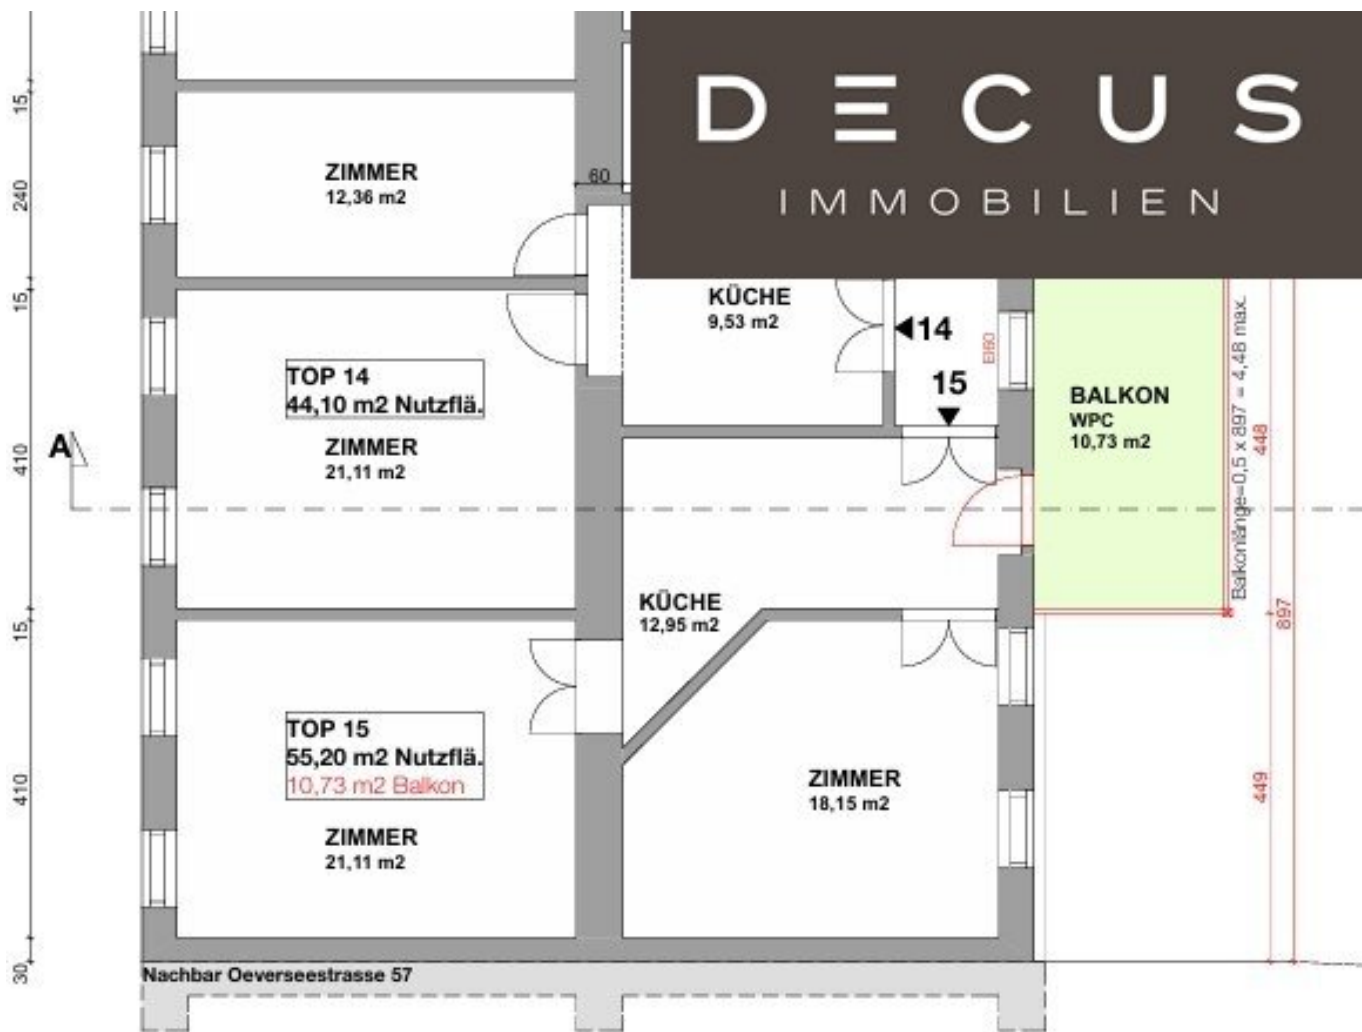 DECUS
IMMOBILIEN
15
240
15
410
15
410
30
ZIMMER
12,36 m2
60
KÜCHE
9,53 m2
14
15
EI60
TOP 14
44,10 m2 Nutzflä.
ZIMMER
21,11 m2
A
BALKON
WPC
10,73 m2
Balkonlänge=0,5 x 897 = 4,48 max.
448
897
449
KÜCHE
12,95 m2
TOP 15
55,20 m2 Nutzflä.
10,73 m2 Balkon
ZIMMER
21,11 m2
ZIMMER
18,15 m2
Nachbar Oeverseestrasse 57